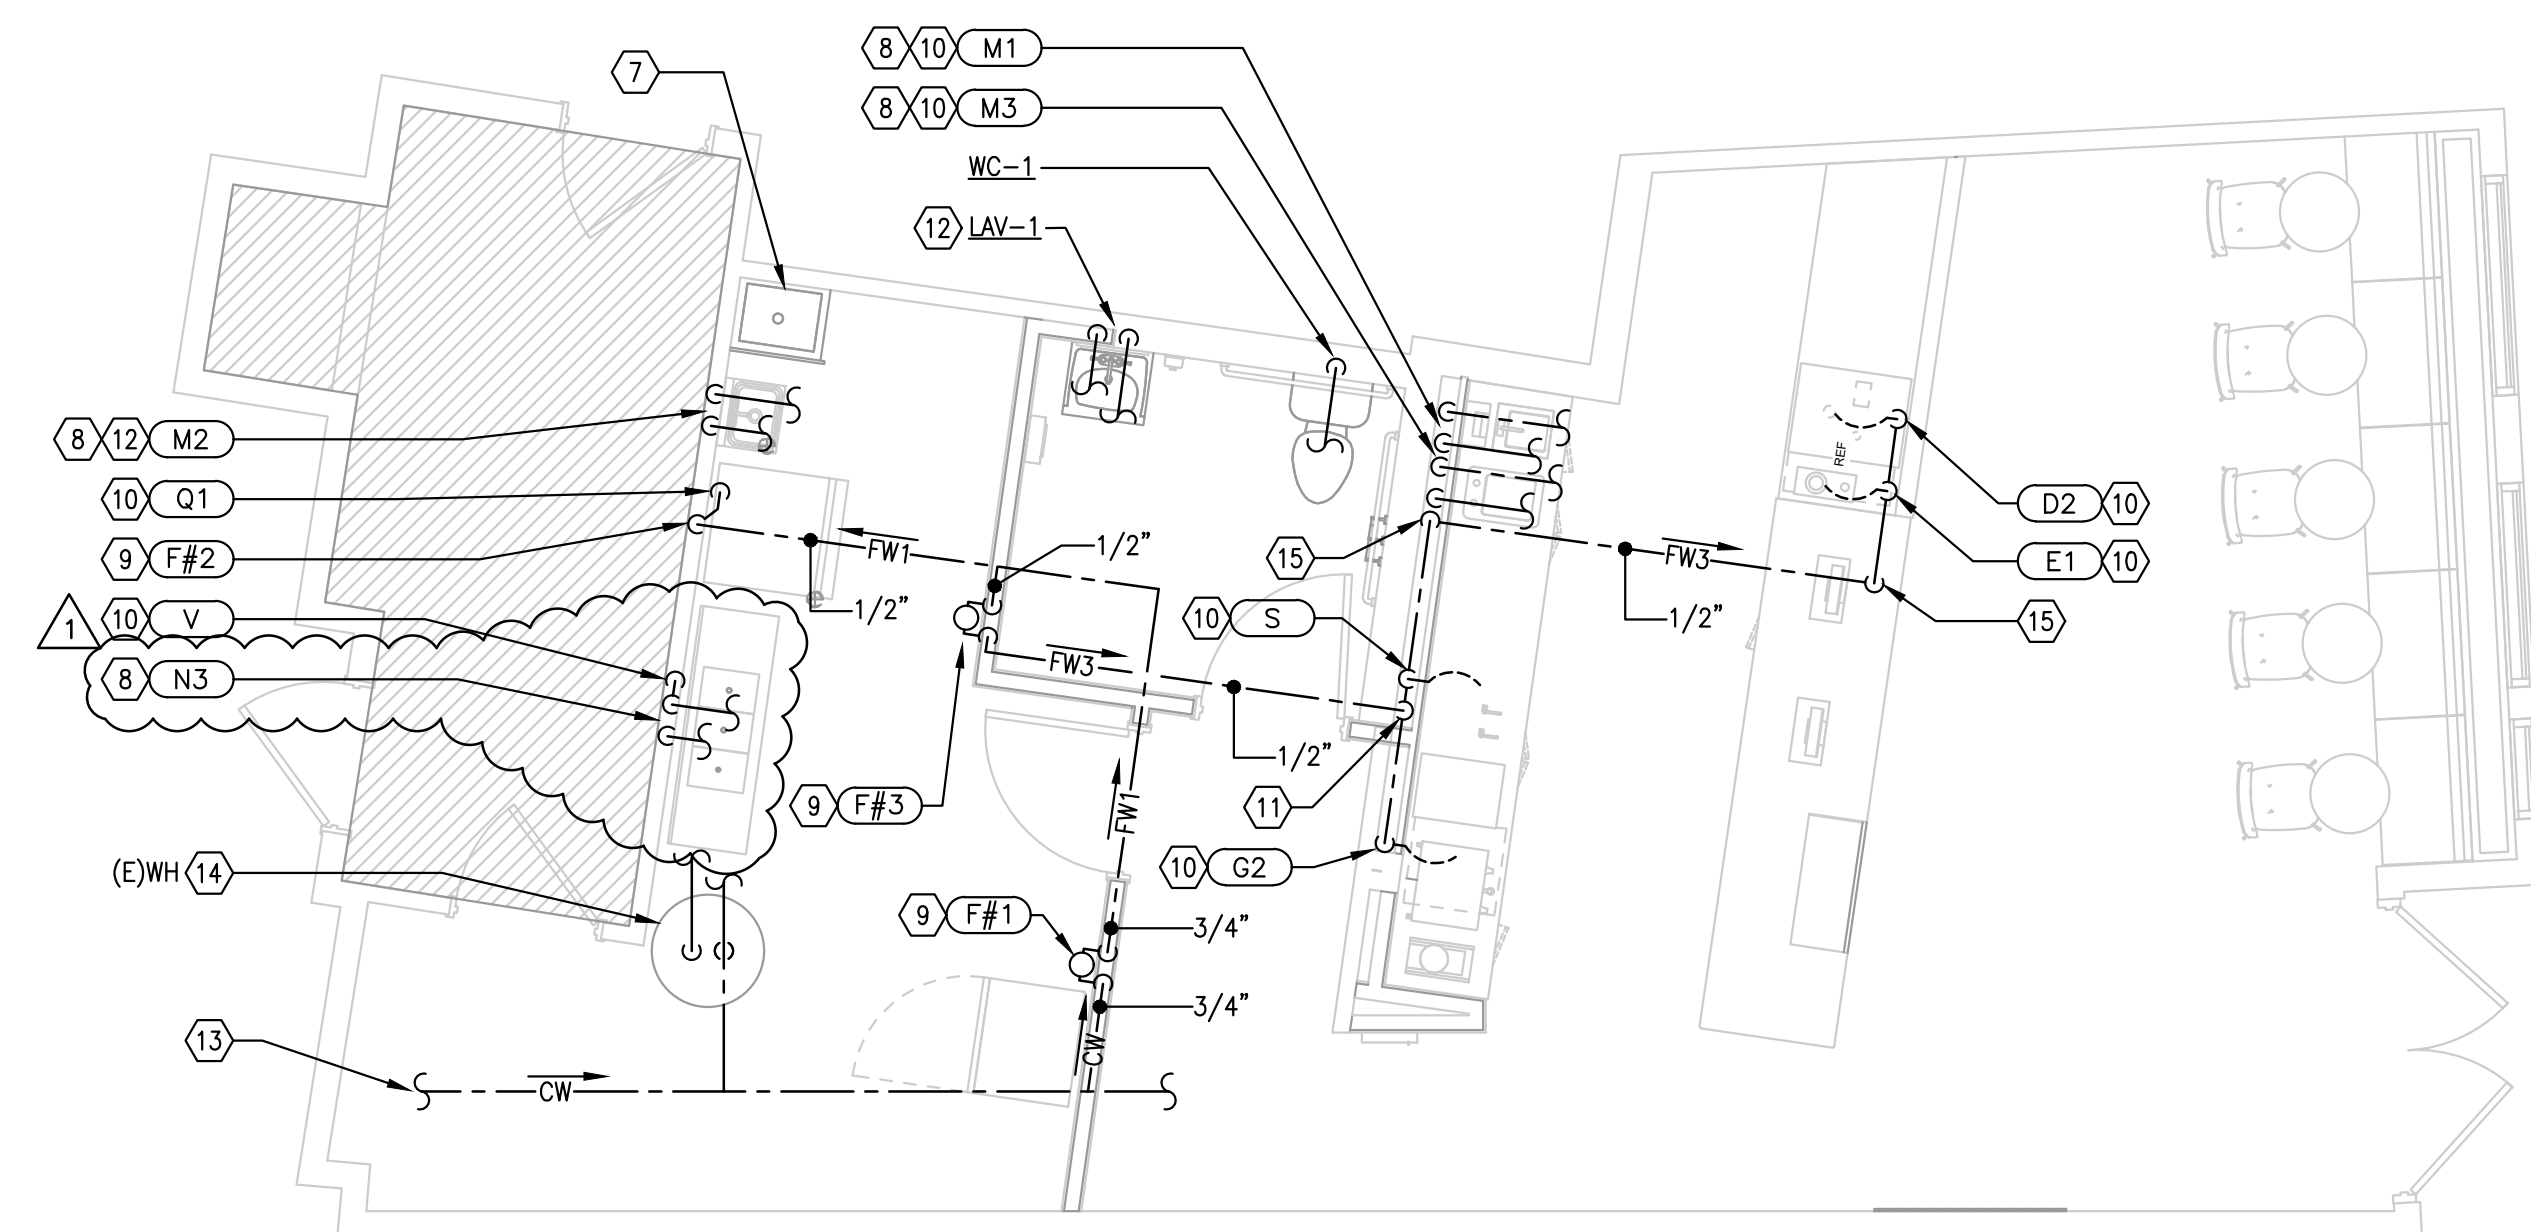 8 10 M1
7
8 10 M3
WC-1
12 LAV-1
8 12 M2
REF
10 Q1
D2 10
9 F#2
1/2"
FW1
15
FW3
E1 10
1/2"
1/2"
1
10 V
10 S
15
FW3
8 N3
1/2"
9 F#3
11
FW1
10 G2
(E)WH 14
9 F#1
3/4"
3/4"
13
CW
CW